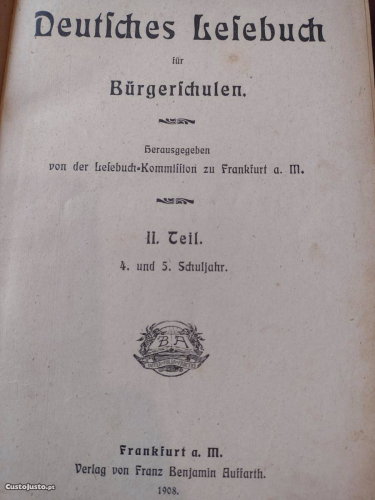 Deutſches Leſebuch
für
Bürgerſchulen.
Herausgegeben
von der Leſebuch-Kommiſſion zu Frankfurt a. M.
II. Teil.
4. und 5. Schuljahr.
B A
Frankfurt a. M.
Verlag von Franz Benjamin Auffarth.
1908.
CustoJusto.pt